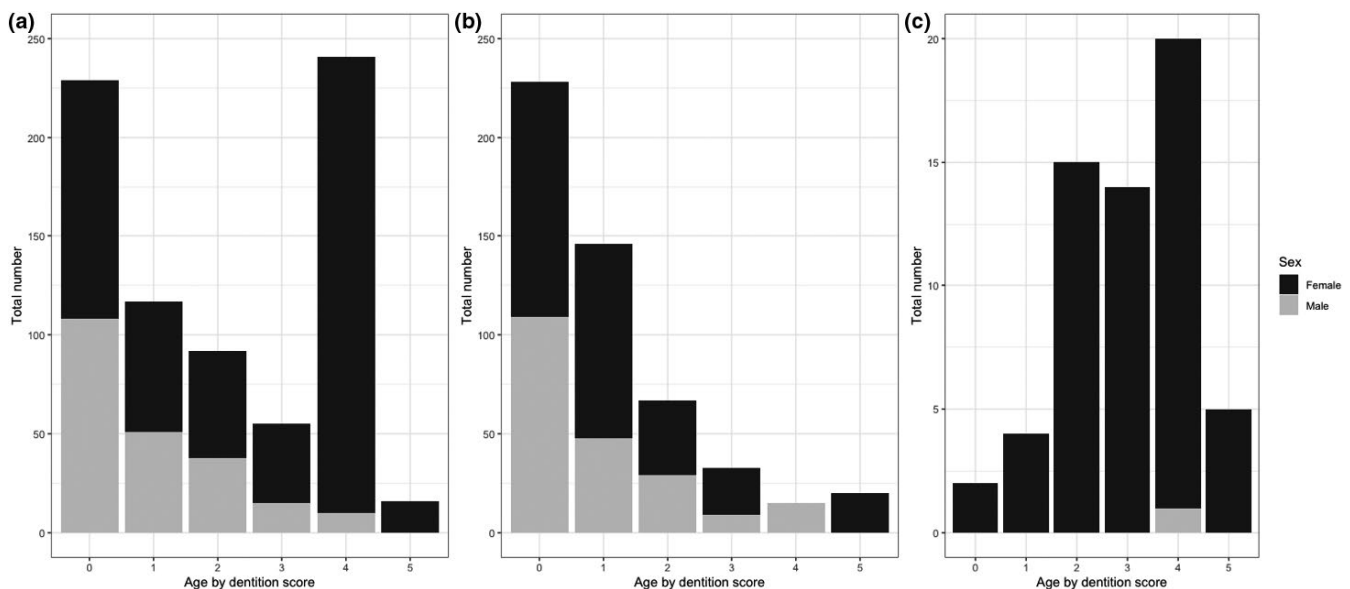 (a)
250
200
150
100
50
0
Total number
0 1 2 3 4 5
Age by dentition score
(b)
250
200
150
100
50
0
Total number
0 1 2 3 4 5
Age by dentition score
(c)
20
15
10
5
0
Total number
0 1 2 3 4 5
Age by dentition score
Sex
Female
Male